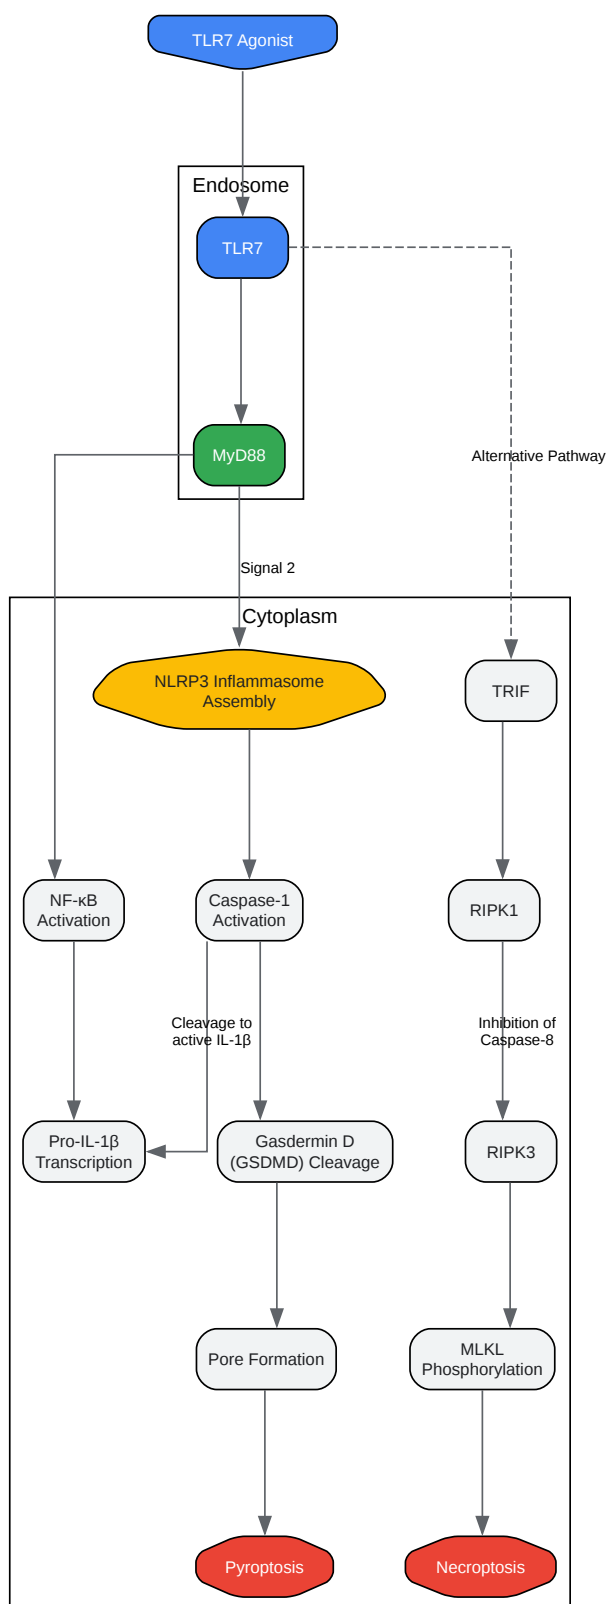 TLR7 Agonist
Endosome
TLR7
MyD88
Alternative Pathway
Signal 2
Cytoplasm
NLRP3 Inflammasome
Assembly
TRIF
NF-κB
Activation
Caspase-1
Activation
RIPK1
Cleavage to
active IL-1β
Inhibition of
Caspase-8
Pro-IL-1β
Transcription
Gasdermin D
(GSDMD) Cleavage
RIPK3
Pore Formation
MLKL
Phosphorylation
Pyroptosis
Necroptosis